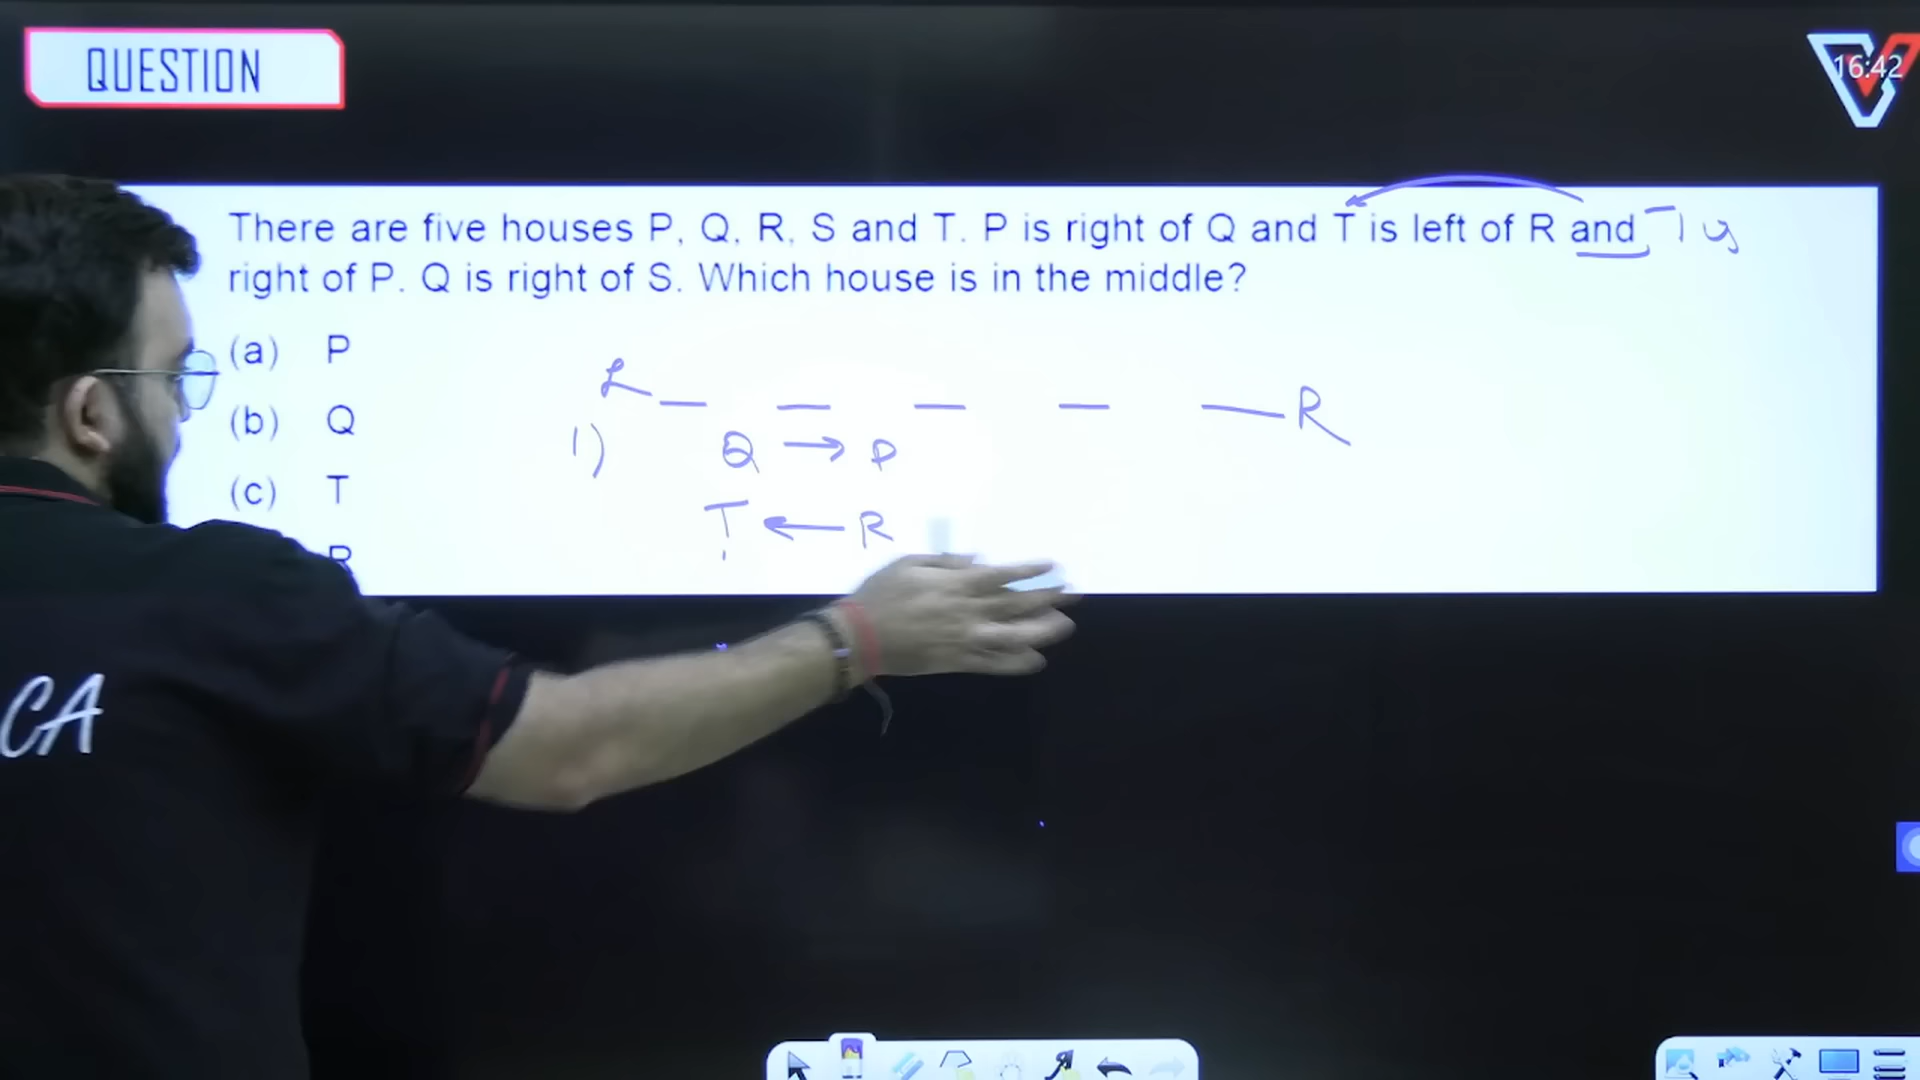 QUESTION
16:42
There are five houses P, Q, R, S and T. P is right of Q and T is left of R and
right of P. Q is right of S. Which house is in the middle?
(a) P
(b) Q
(c) T
L R
1) Q → P
T ← R
CA